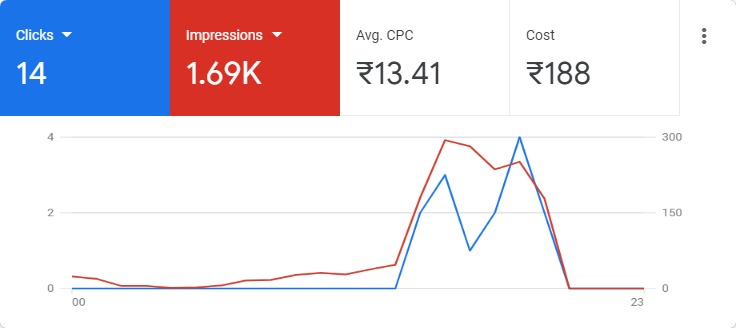 Clicks
Impressions
Avg. CPC
Cost
14
1.69K
₹13.41
₹188
4
300
2
150
0
0
00
23